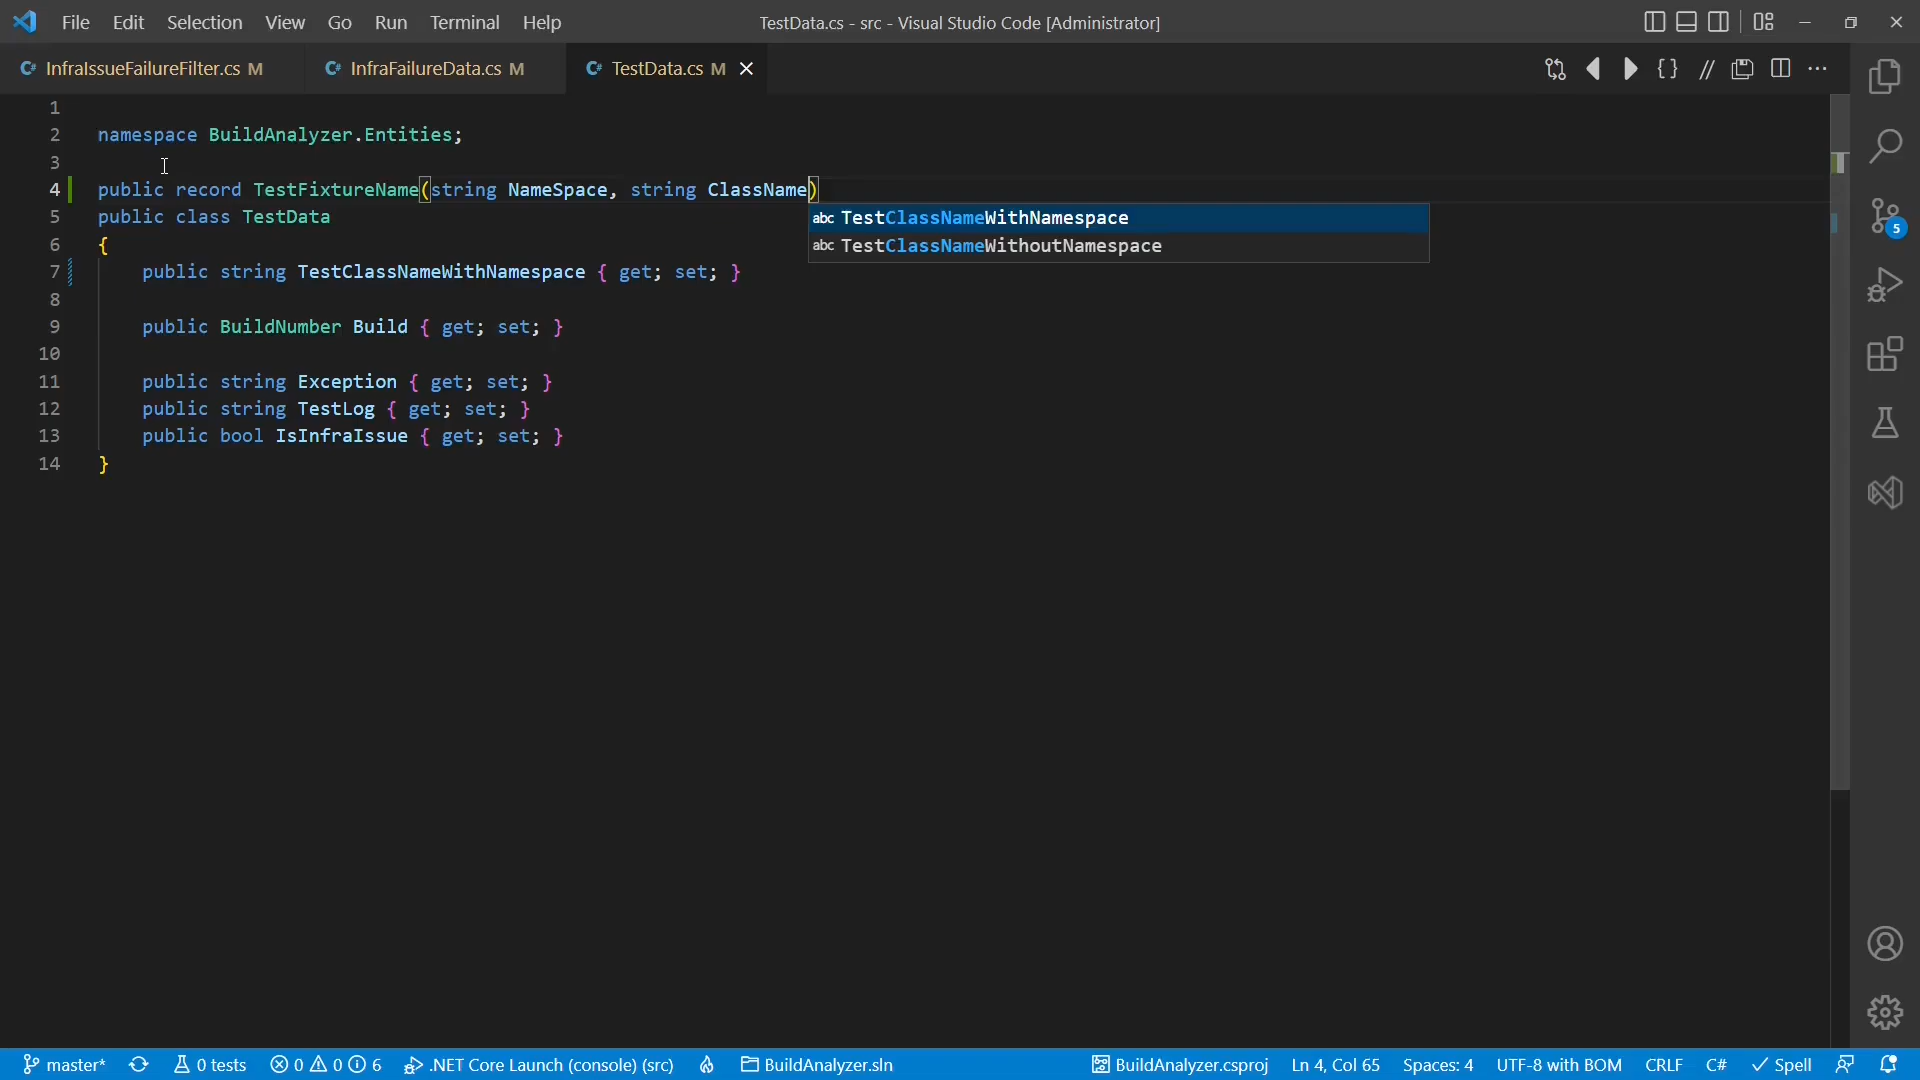 File Edit Selection View Go Run Terminal Help TestData.cs - src - Visual Studio Code [Administrator]
InfraIssueFailureFilter.cs M InfraFailureData.cs M TestData.cs M
1
2 namespace BuildAnalyzer.Entities;
3
4 public record TestFixtureName(string NameSpace, string ClassName)
5 public class TestData
abc TestClassNameWithNamespace
6 {
abc TestClassNameWithoutNamespace
7 public string TestClassNameWithNamespace { get; set; }
8
9 public BuildNumber Build { get; set; }
10
11 public string Exception { get; set; }
12 public string TestLog { get; set; }
13 public bool IsInfraIssue { get; set; }
14 }
5
master* 0 tests 0 0 6 .NET Core Launch (console) (src) BuildAnalyzer.sln BuildAnalyzer.csproj Ln 4, Col 65 Spaces: 4 UTF-8 with BOM CRLF C# Spell